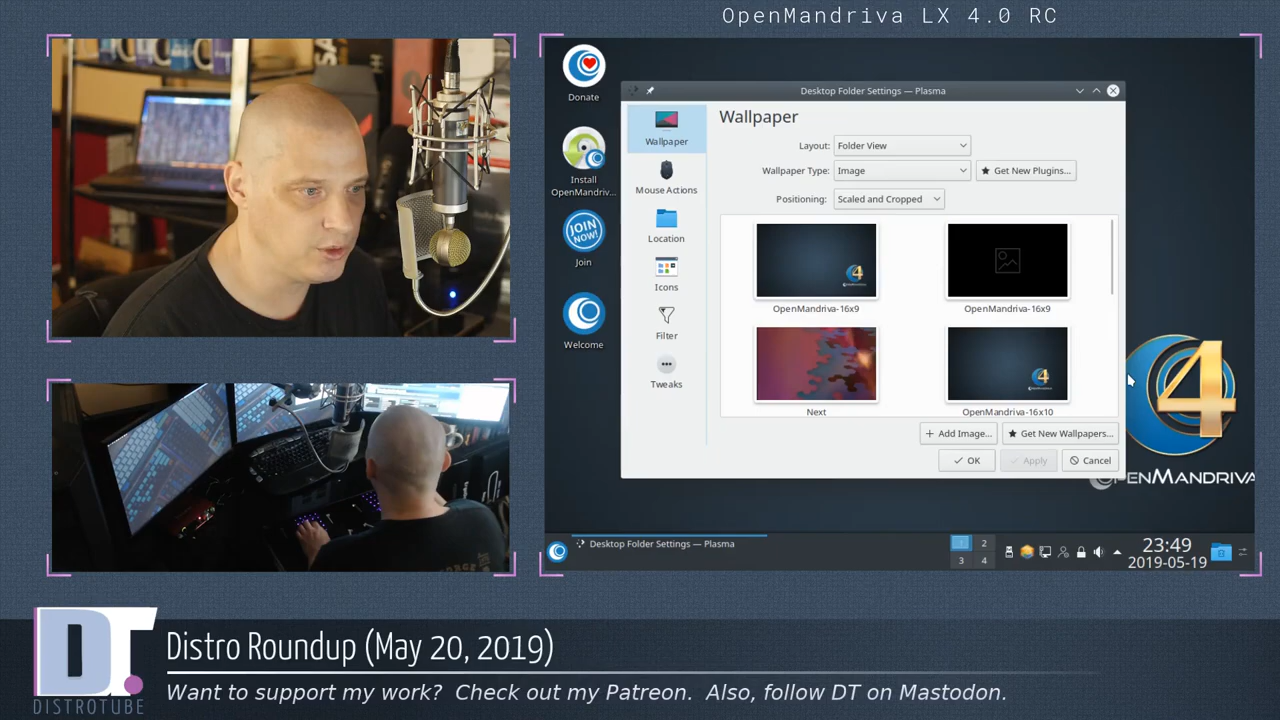 OpenMandriva LX 4.0 RC
Donate
Install
OpenMandriv...
JOIN
NOW!
Join
Welcome
Desktop Folder Settings — Plasma
Wallpaper
Mouse Actions
Location
Icons
Filter
Tweaks
Wallpaper
Layout: Folder View
Wallpaper Type: Image Get New Plugins...
Positioning: Scaled and Cropped
4
OpenMandriva-16x9
OpenMandriva-16x9
4
Next
OpenMandriva-16x10
Add Image...
Get New Wallpapers...
OK
Apply
Cancel
4
OPENMANDRIVA
Desktop Folder Settings — Plasma
1 2
3 4
23:49
2019-05-19
DT.
DISTROTUBE
Distro Roundup (May 20, 2019)
Want to support my work? Check out my Patreon. Also, follow DT on Mastodon.